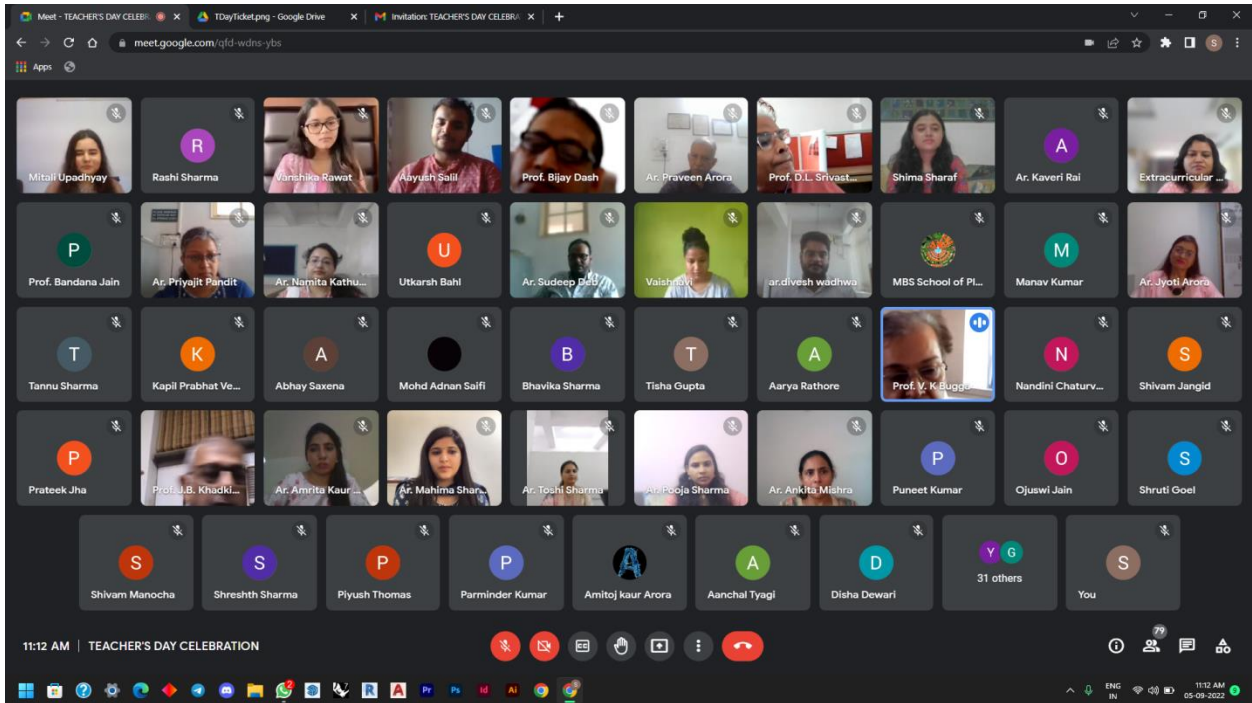 Meet - TEACHER'S DAY CELEBR
TDayTicket.png - Google Drive
Invitation: TEACHER'S DAY CELEBRA
meet.google.com/qfd-wdns-ybs
S
Apps
Mitali Upadhyay
R
Rashi Sharma
Vanshika Rawat
Aayush Salil
Prof. Bijay Dash
Ar. Praveen Arora
Prof. D.L. Srivast...
Shima Sharaf
A
Ar. Kaveri Rai
Extracurricular ...
P
Prof. Bandana Jain
Ar. Priyajit Pandit
Ar. Namita Kathu...
U
Utkarsh Bahl
Ar. Sudeep Deb
Vaishnavi
ar.divesh wadhwa
MBS School of Pl...
M
Manav Kumar
Ar. Jyoti Arora
T
Tannu Sharma
K
Kapil Prabhat Ve...
A
Abhay Saxena
Mohd Adnan Saifi
B
Bhavika Sharma
T
Tisha Gupta
A
Aarya Rathore
Prof. V. K Bugga
N
Nandini Chaturv...
S
Shivam Jangid
P
Prateek Jha
Prof. J.B. Khadki...
Ar. Amrita Kaur ...
Ar. Mahima Shar...
Ar. Toshi Sharma
Ar. Pooja Sharma
Ar. Ankita Mishra
P
Puneet Kumar
O
Ojuswi Jain
S
Shruti Goel
S
Shivam Manocha
S
Shreshth Sharma
P
Piyush Thomas
P
Parminder Kumar
A
Amitoj kaur Arora
A
Aanchal Tyagi
D
Disha Dewari
Y G
31 others
S
You
11:12 AM | TEACHER'S DAY CELEBRATION
CC
79
R A Pr Ps Id Ai
ENG
IN
11:12 AM
05-09-2022